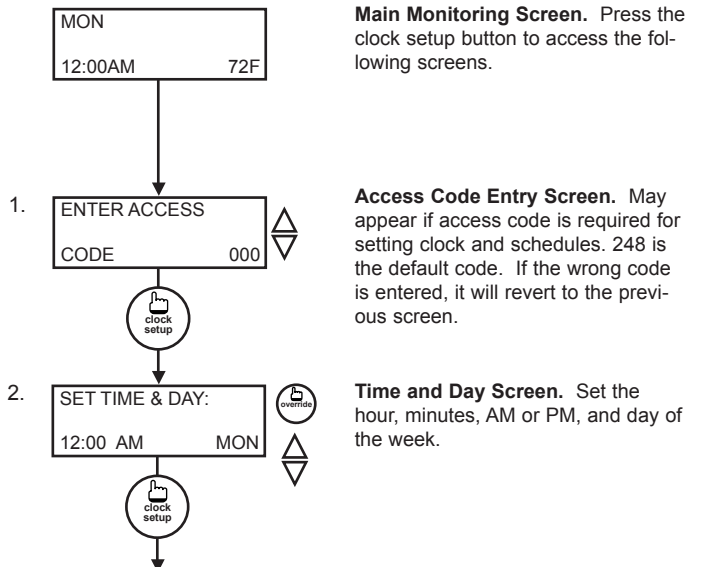 MON
12:00AM 72F
Main Monitoring Screen. Press the
clock setup button to access the fol-
lowing screens.
1.
ENTER ACCESS
CODE 000
Access Code Entry Screen. May
appear if access code is required for
setting clock and schedules. 248 is
the default code. If the wrong code
is entered, it will revert to the previ-
ous screen.
clock
setup
2.
SET TIME & DAY:
12:00 AM MON
override
Time and Day Screen. Set the
hour, minutes, AM or PM, and day of
the week.
clock
setup